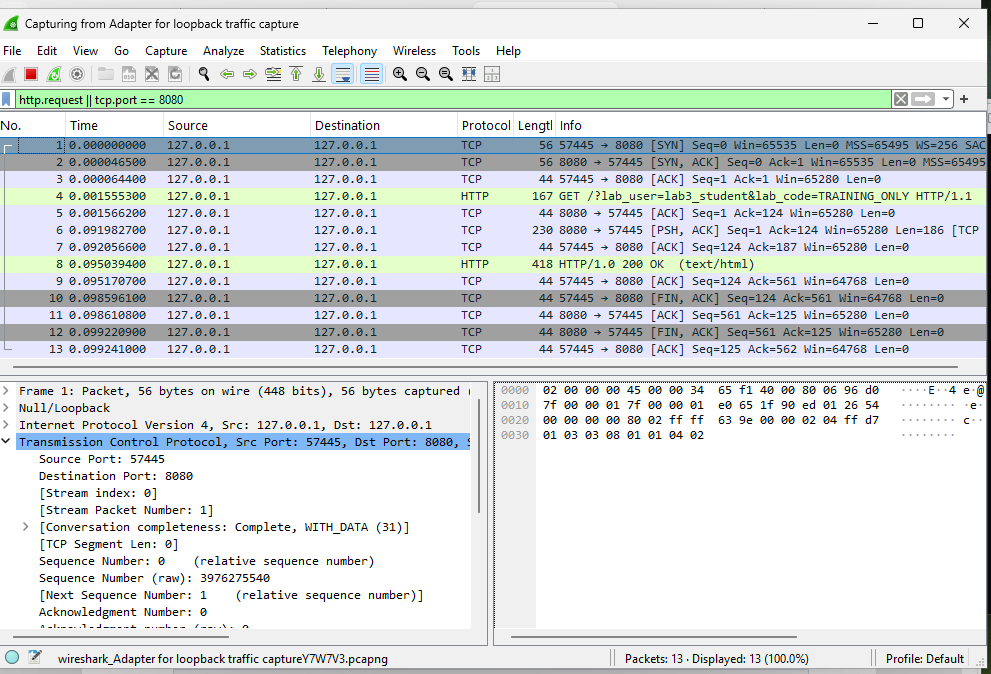 Capturing from Adapter for loopback traffic capture
File Edit View Go Capture Analyze Statistics Telephony Wireless Tools Help
http.request || tcp.port == 8080
No. Time Source Destination Protocol Lengtl Info
1 0.000000000 127.0.0.1 127.0.0.1 TCP 56 57445 → 8080 [SYN] Seq=0 Win=65535 Len=0 MSS=65495 WS=256 SAC
2 0.000046500 127.0.0.1 127.0.0.1 TCP 56 8080 → 57445 [SYN, ACK] Seq=0 Ack=1 Win=65535 Len=0 MSS=65495
3 0.000064400 127.0.0.1 127.0.0.1 TCP 44 57445 → 8080 [ACK] Seq=1 Ack=1 Win=65280 Len=0
4 0.001555300 127.0.0.1 127.0.0.1 HTTP 167 GET /?lab_user=lab3_student&lab_code=TRAINING_ONLY HTTP/1.1
5 0.001566200 127.0.0.1 127.0.0.1 TCP 44 8080 → 57445 [ACK] Seq=1 Ack=124 Win=65280 Len=0
6 0.091982700 127.0.0.1 127.0.0.1 TCP 230 8080 → 57445 [PSH, ACK] Seq=1 Ack=124 Win=65280 Len=186 [TCP
7 0.092056600 127.0.0.1 127.0.0.1 TCP 44 57445 → 8080 [ACK] Seq=124 Ack=187 Win=65280 Len=0
8 0.095039400 127.0.0.1 127.0.0.1 HTTP 418 HTTP/1.0 200 OK (text/html)
9 0.095170700 127.0.0.1 127.0.0.1 TCP 44 57445 → 8080 [ACK] Seq=124 Ack=561 Win=64768 Len=0
10 0.098596100 127.0.0.1 127.0.0.1 TCP 44 57445 → 8080 [FIN, ACK] Seq=124 Ack=561 Win=64768 Len=0
11 0.098610800 127.0.0.1 127.0.0.1 TCP 44 8080 → 57445 [ACK] Seq=561 Ack=125 Win=65280 Len=0
12 0.099220900 127.0.0.1 127.0.0.1 TCP 44 8080 → 57445 [FIN, ACK] Seq=561 Ack=125 Win=65280 Len=0
13 0.099241000 127.0.0.1 127.0.0.1 TCP 44 57445 → 8080 [ACK] Seq=125 Ack=562 Win=64768 Len=0
Frame 1: Packet, 56 bytes on wire (448 bits), 56 bytes captured (
Null/Loopback
Internet Protocol Version 4, Src: 127.0.0.1, Dst: 127.0.0.1
Transmission Control Protocol, Src Port: 57445, Dst Port: 8080, S
Source Port: 57445
Destination Port: 8080
[Stream index: 0]
[Stream Packet Number: 1]
[Conversation completeness: Complete, WITH_DATA (31)]
[TCP Segment Len: 0]
Sequence Number: 0 (relative sequence number)
Sequence Number (raw): 3976275540
[Next Sequence Number: 1 (relative sequence number)]
Acknowledgment Number: 0
Acknowledgment number (raw): 0
0000 02 00 00 00 45 00 00 34 65 f1 40 00 80 06 96 d0 ····E··4 e·@
0010 7f 00 00 01 7f 00 00 01 e0 65 1f 90 ed 01 26 54 ········ ·e·
0020 00 00 00 00 80 02 ff ff 63 9e 00 00 02 04 ff d7 ········ c··
0030 01 03 03 08 01 01 04 02 ········
wireshark_Adapter for loopback traffic captureY7W7V3.pcapng
Packets: 13 · Displayed: 13 (100.0%)
Profile: Default